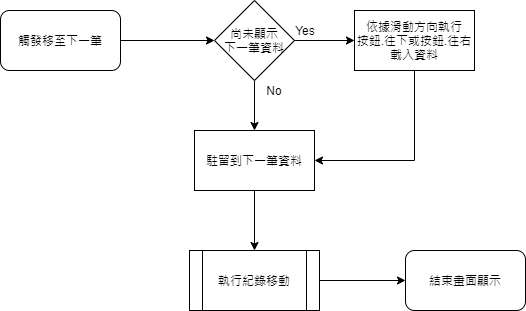 觸發移至下一筆
尚未顯示
下一筆資料
Yes
依據滑動方向執行
按鈕.往下或按鈕.往右
載入資料
No
駐留到下一筆資料
執行紀錄移動
結束畫面顯示